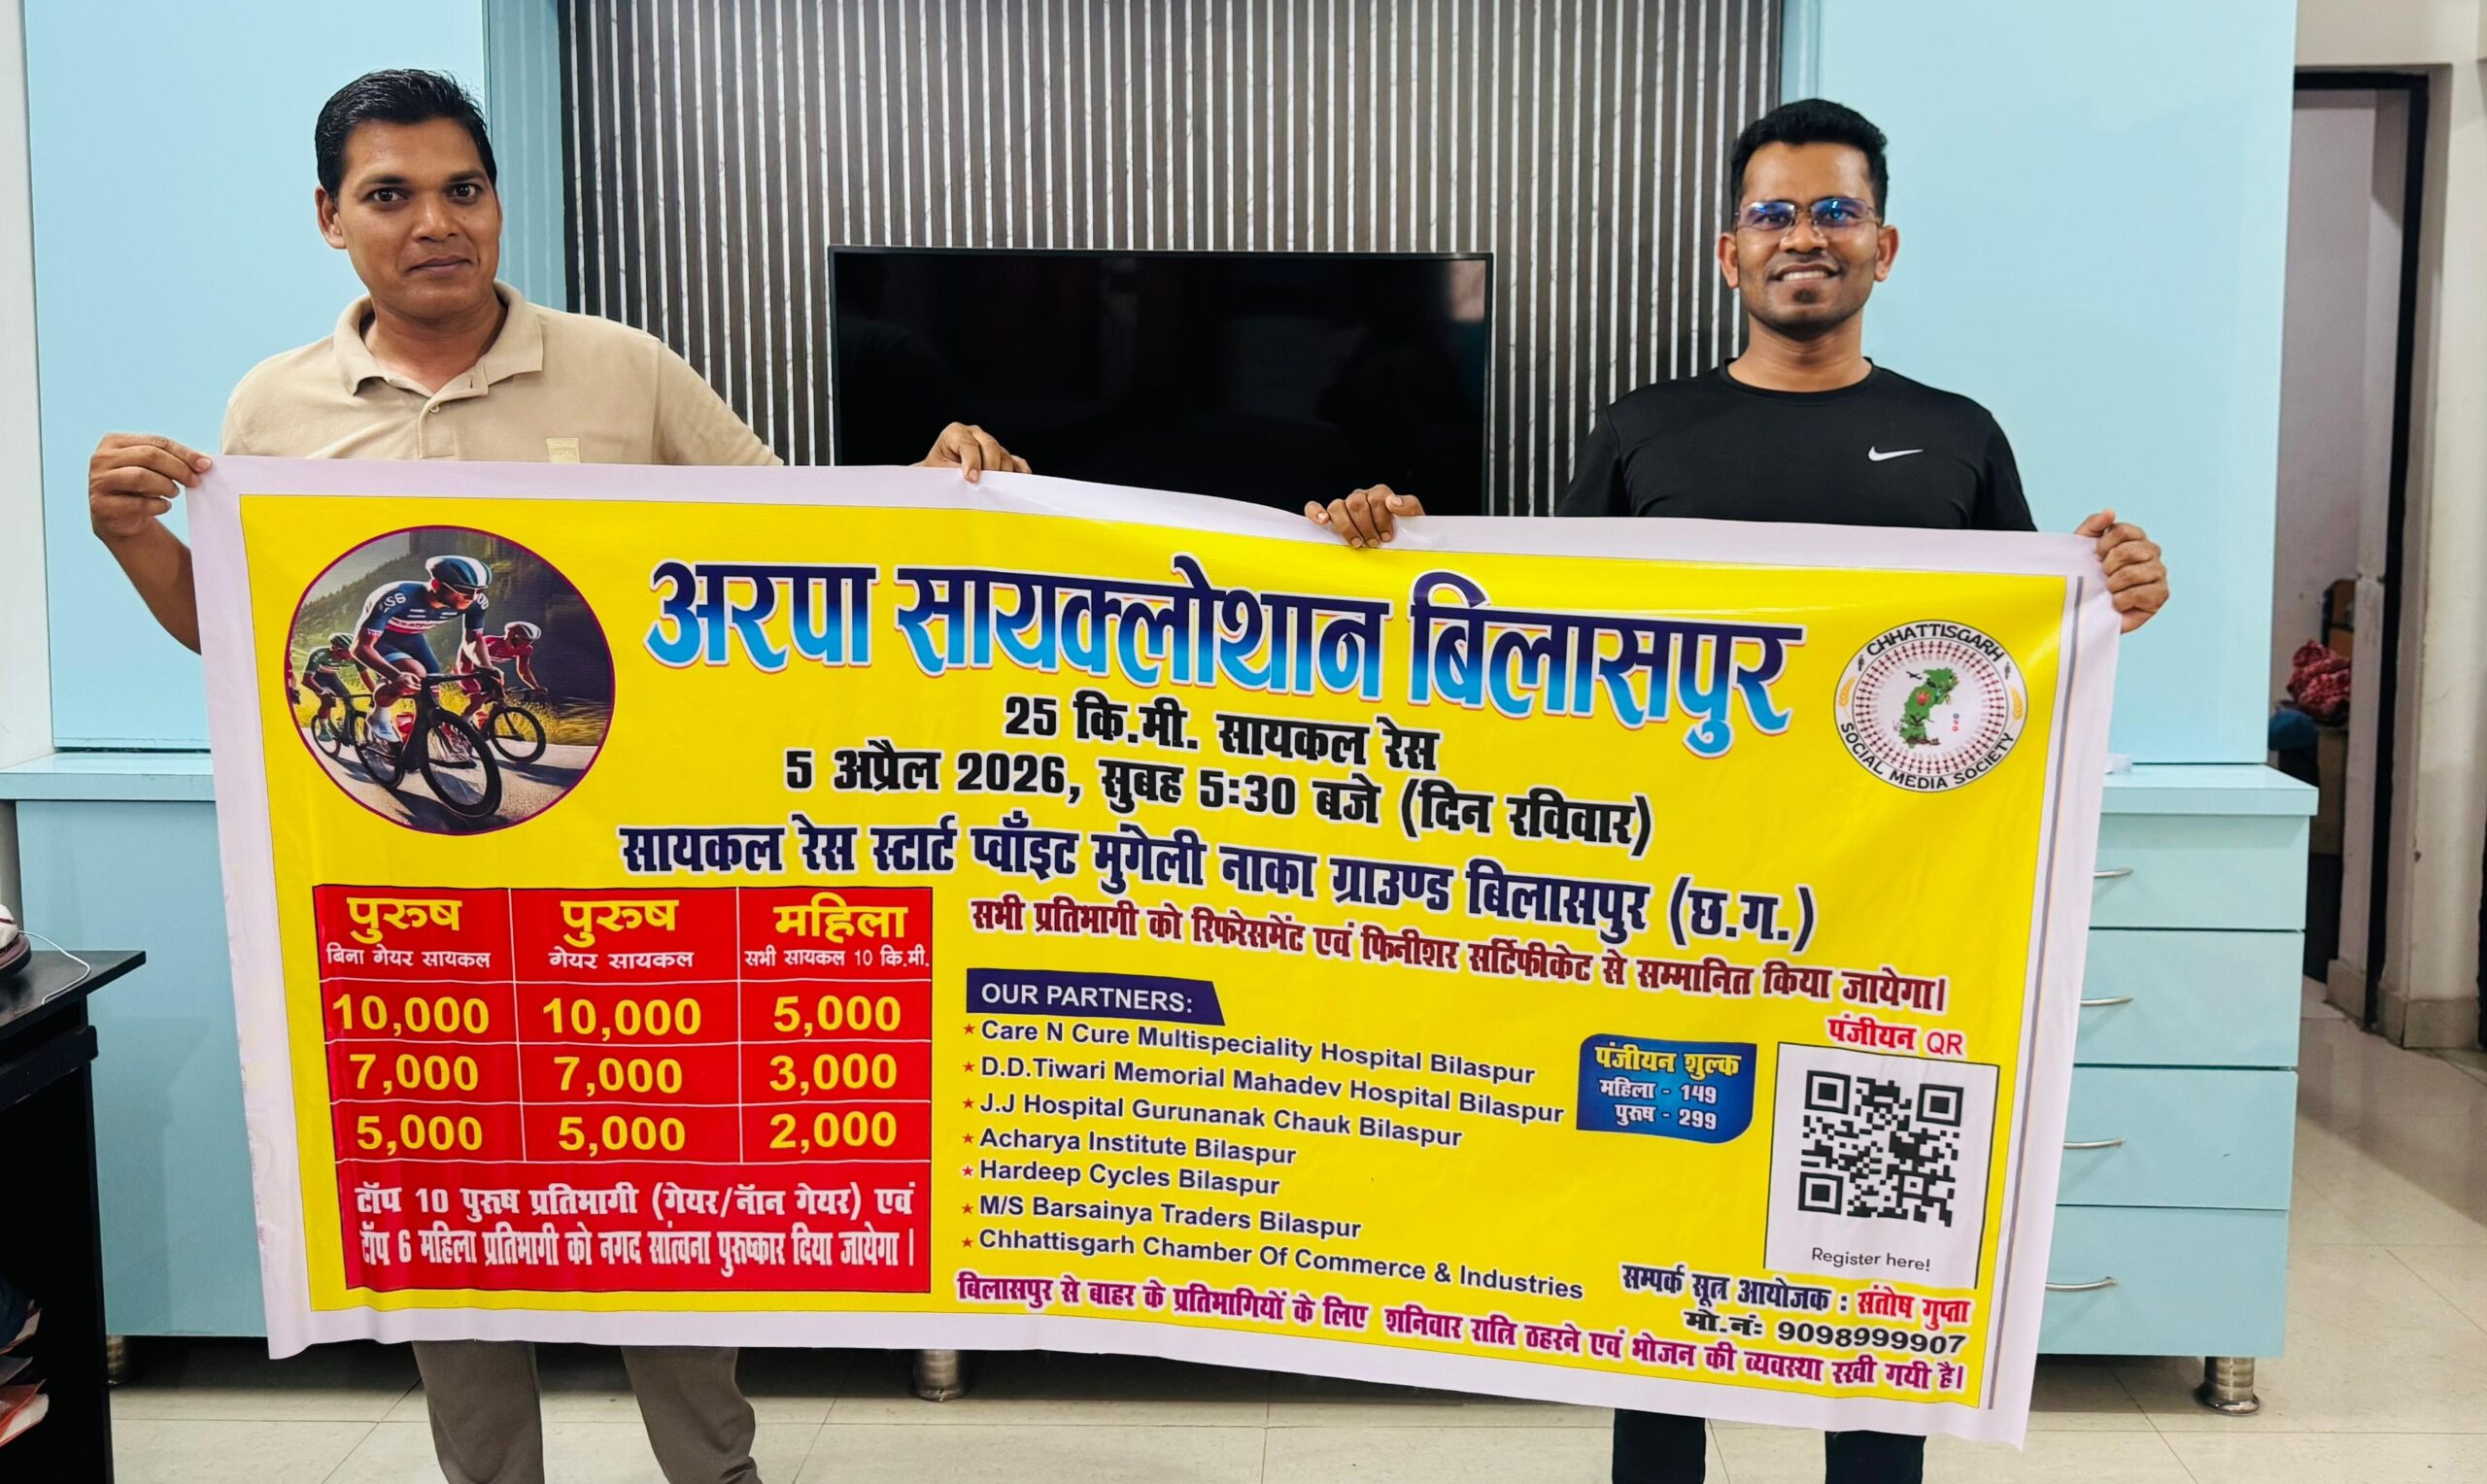 अरपा सायक्लोथान बिलासपुर
25 कि.मी. सायकल रेस
5 अप्रैल 2026, सुबह 5:30 बजे (दिन रविवार)
सायकल रेस स्टार्ट प्वाँइट मुंगेली नाका ग्राउण्ड बिलासपुर (छ.ग.)
सभी प्रतिभागी को रिफरेसमेंट एवं फिनीशर सर्टिफीकेट से सम्मानित किया जायेगा।
CHHATTISGARH
SOCIAL MEDIA SOCIETY
पुरुष पुरुष महिला
बिना गेयर सायकल गेयर सायकल सभी सायकल 10 कि.मी.
10,000 10,000 5,000
7,000 7,000 3,000
5,000 5,000 2,000
टॉप 10 पुरुष प्रतिभागी (गेयर/नॅान गेयर) एवं
टॉप 6 महिला प्रतिभागी को नगद सांत्वना पुरुष्कार दिया जायेगा।
OUR PARTNERS:
★ Care N Cure Multispeciality Hospital Bilaspur
★ D.D.Tiwari Memorial Mahadev Hospital Bilaspur
★ J.J Hospital Gurunanak Chauk Bilaspur
★ Acharya Institute Bilaspur
★ Hardeep Cycles Bilaspur
★ M/S Barsainya Traders Bilaspur
★ Chhattisgarh Chamber Of Commerce & Industries
पंजीयन शुल्क
महिला - 149
पुरुष - 299
पंजीयन QR
Register here!
सम्पर्क सूत्र आयोजक : संतोष गुप्ता
मो.नं: 9098999907
बिलासपुर से बाहर के प्रतिभागियों के लिए शनिवार रात्रि ठहरने एवं भोजन की व्यवस्था रखी गयी है।